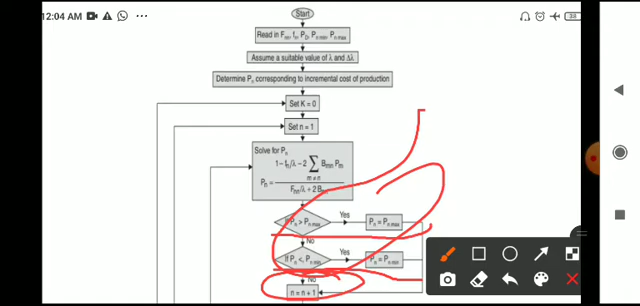 12:04 AM
Start
Read in Fnn, fn, PD, Pn min, Pn max
Assume a suitable value of λ and Δλ
Determine Pn corresponding to incremental cost of production
Set K = 0
Set n = 1
Solve for Pn
1 – fn/λ – 2 ∑ Bmn Pm
m ≠ n
Pn =
Fnn/λ + 2 Bnn
If Pn > Pn max
Yes
Pn = Pn max
No
If Pn < Pn min
Yes
Pn = Pn min
No
n = n + 1